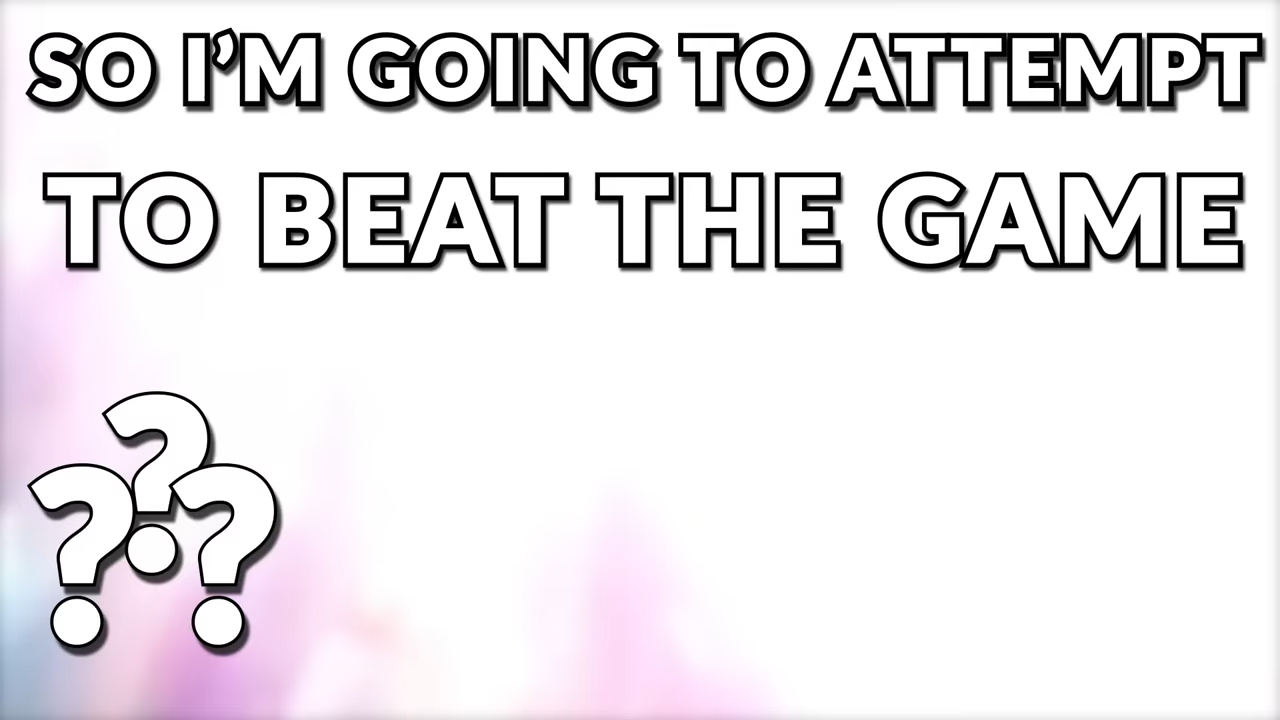 SO I'M GOING TO ATTEMPT
TO BEAT THE GAME
???